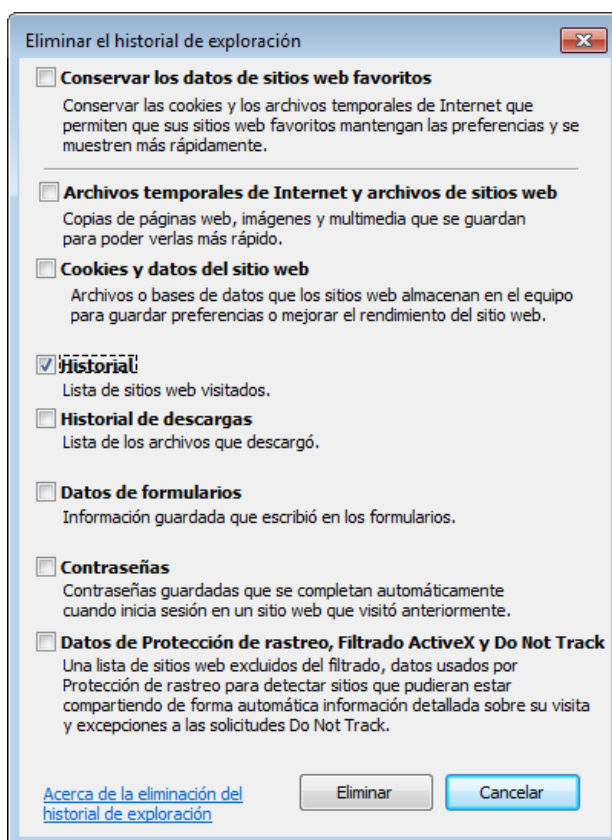 Eliminar el historial de exploración
Conservar los datos de sitios web favoritos
Conservar las cookies y los archivos temporales de Internet que
permiten que sus sitios web favoritos mantengan las preferencias y se
muestren más rápidamente.
Archivos temporales de Internet y archivos de sitios web
Copias de páginas web, imágenes y multimedia que se guardan
para poder verlas más rápido.
Cookies y datos del sitio web
Archivos o bases de datos que los sitios web almacenan en el equipo
para guardar preferencias o mejorar el rendimiento del sitio web.
Historial
Lista de sitios web visitados.
Historial de descargas
Lista de los archivos que descargó.
Datos de formularios
Información guardada que escribió en los formularios.
Contraseñas
Contraseñas guardadas que se completan automáticamente
cuando inicia sesión en un sitio web que visitó anteriormente.
Datos de Protección de rastreo, Filtrado ActiveX y Do Not Track
Una lista de sitios web excluidos del filtrado, datos usados por
Protección de rastreo para detectar sitios que pudieran estar
compartiendo de forma automática información detallada sobre su visita
y excepciones a las solicitudes Do Not Track.
Acerca de la eliminación del
historial de exploración
Eliminar
Cancelar